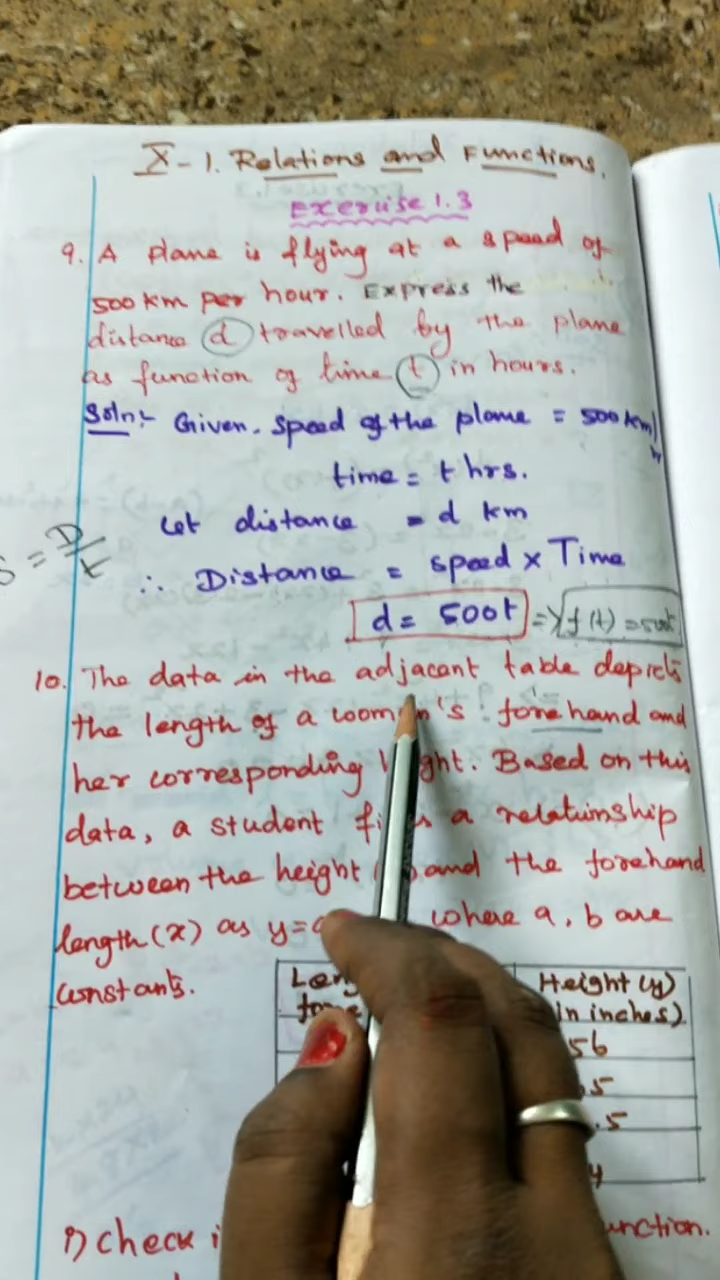 X - 1. Relations and Functions.
Exercise 1.3
9. A plane is flying at a speed of
500 km per hour. Express the
distance d travelled by the plane
as function of time t in hours.
Soln:- Given. Speed of the plane = 500 km/hr
time = t hrs.
Let distance = d km
S = D/t
∴ Distance = speed x Time
d = 500t => f(t) = 500t
10. The data in the adjacent table depicts
the length of a 's forehand and
her corresponding Based on this
data, a student a relationship
between the height and the forehand
length (x) as y= where a, b are
constants.
Height (y)
in inches)
56
.5
check